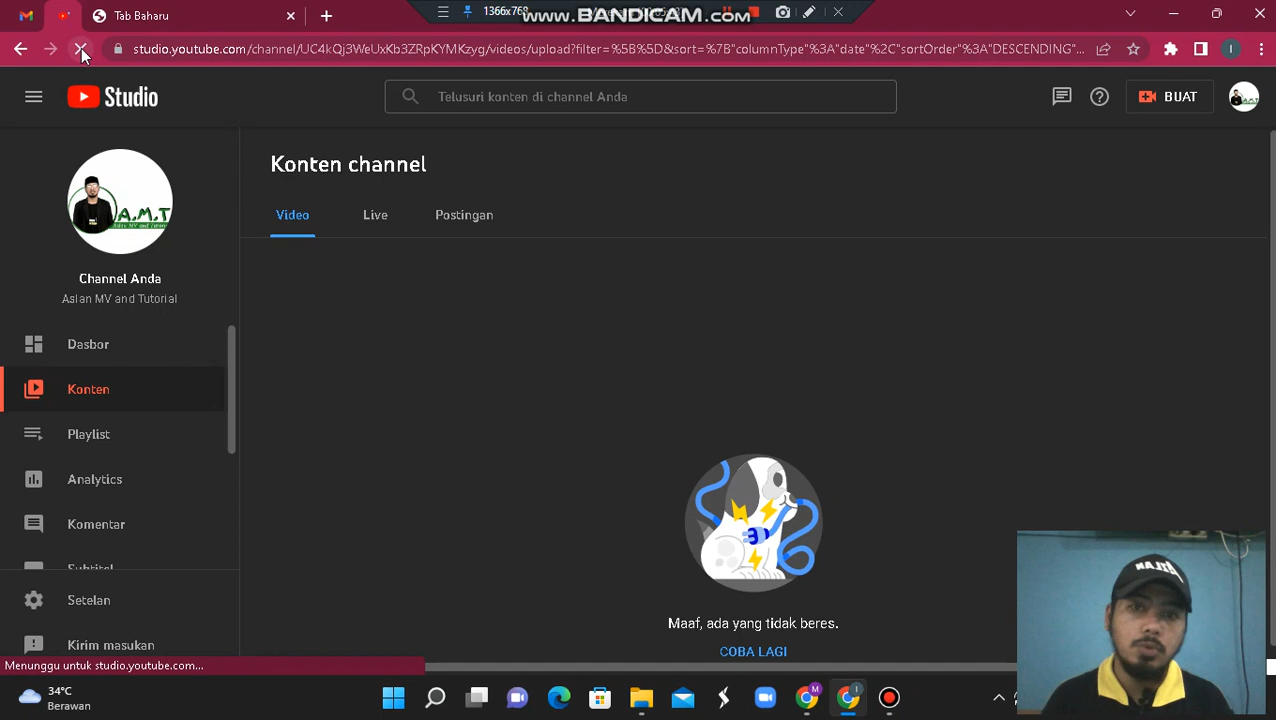 Tab Baharu
1366x768
www.BANDICAM.com
studio.youtube.com/channel/UC4kQj3WeUxKb3ZRpKYMKzyg/videos/upload?filter=%5B%5D&sort=%7B"columnType"%3A"date"%2C"sortOrder"%3A"DESCENDING"...
Studio
Telusuri konten di channel Anda
BUAT
A.M.T
Channel Anda
Asian MV and Tutorial
Dasbor
Konten
Playlist
Analytics
Komentar
Subtitel
Setelan
Kirim masukan
Konten channel
Video
Live
Postingan
Maaf, ada yang tidak beres.
COBA LAGI
Menunggu untuk studio.youtube.com...
34°C
Berawan